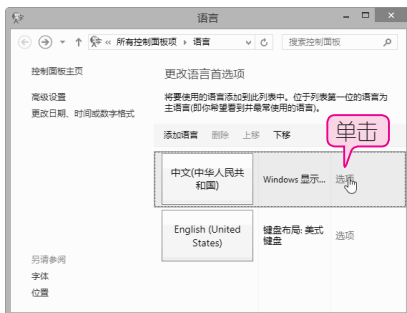 语言
« 所有控制面板项 › 语言
搜索控制面板
控制面板主页
高级设置
更改日期、时间或数字格式
更改语言首选项
将要使用的语言添加到此列表中。位于列表第一位的语言为
主语言(即你希望看到并最常使用的语言)。
添加语言 删除 上移 下移
单击
中文(中华人民共
和国)
Windows 显示...
选项
English (United
States)
键盘布局: 美式
键盘
选项
另请参阅
字体
位置